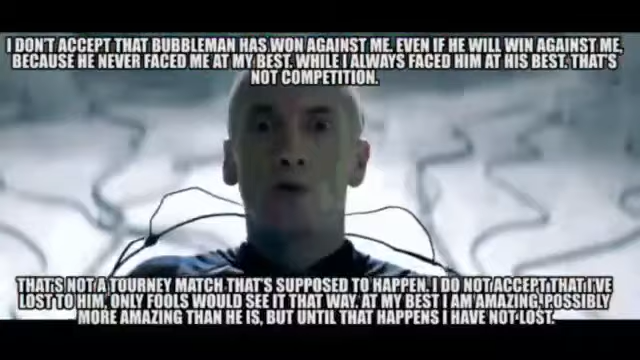 I DON'T ACCEPT THAT BUBBLEMAN HAS WON AGAINST ME. EVEN IF HE WILL WIN AGAINST ME,
BECAUSE HE NEVER FACED ME AT MY BEST. WHILE I ALWAYS FACED HIM AT HIS BEST. THAT'S
NOT COMPETITION.
THAT'S NOT A TOURNEY MATCH THAT'S SUPPOSED TO HAPPEN. I DO NOT ACCEPT THAT I'VE
LOST TO HIM, ONLY FOOLS WOULD SEE IT THAT WAY. AT MY BEST I AM AMAZING, POSSIBLY
MORE AMAZING THAN HE IS, BUT UNTIL THAT HAPPENS I HAVE NOT LOST.